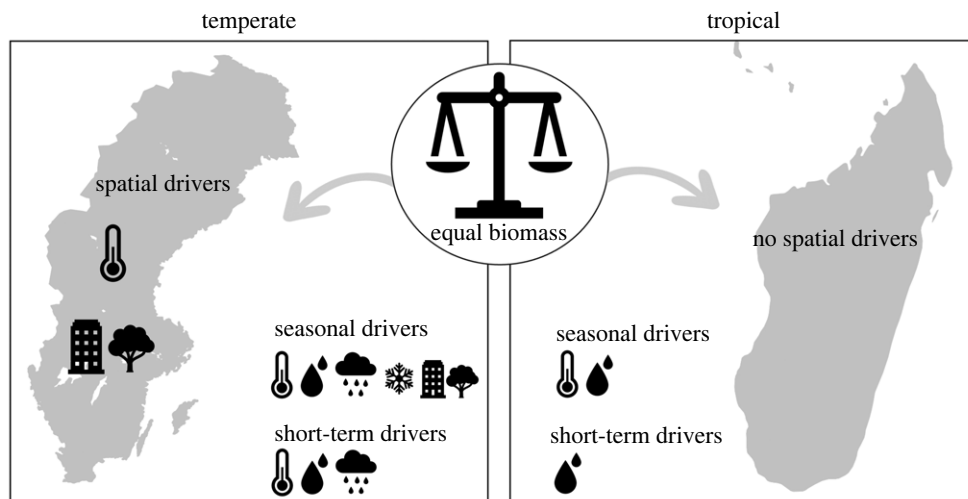 temperate
tropical
spatial drivers
equal biomass
no spatial drivers
seasonal drivers
short-term drivers
seasonal drivers
short-term drivers